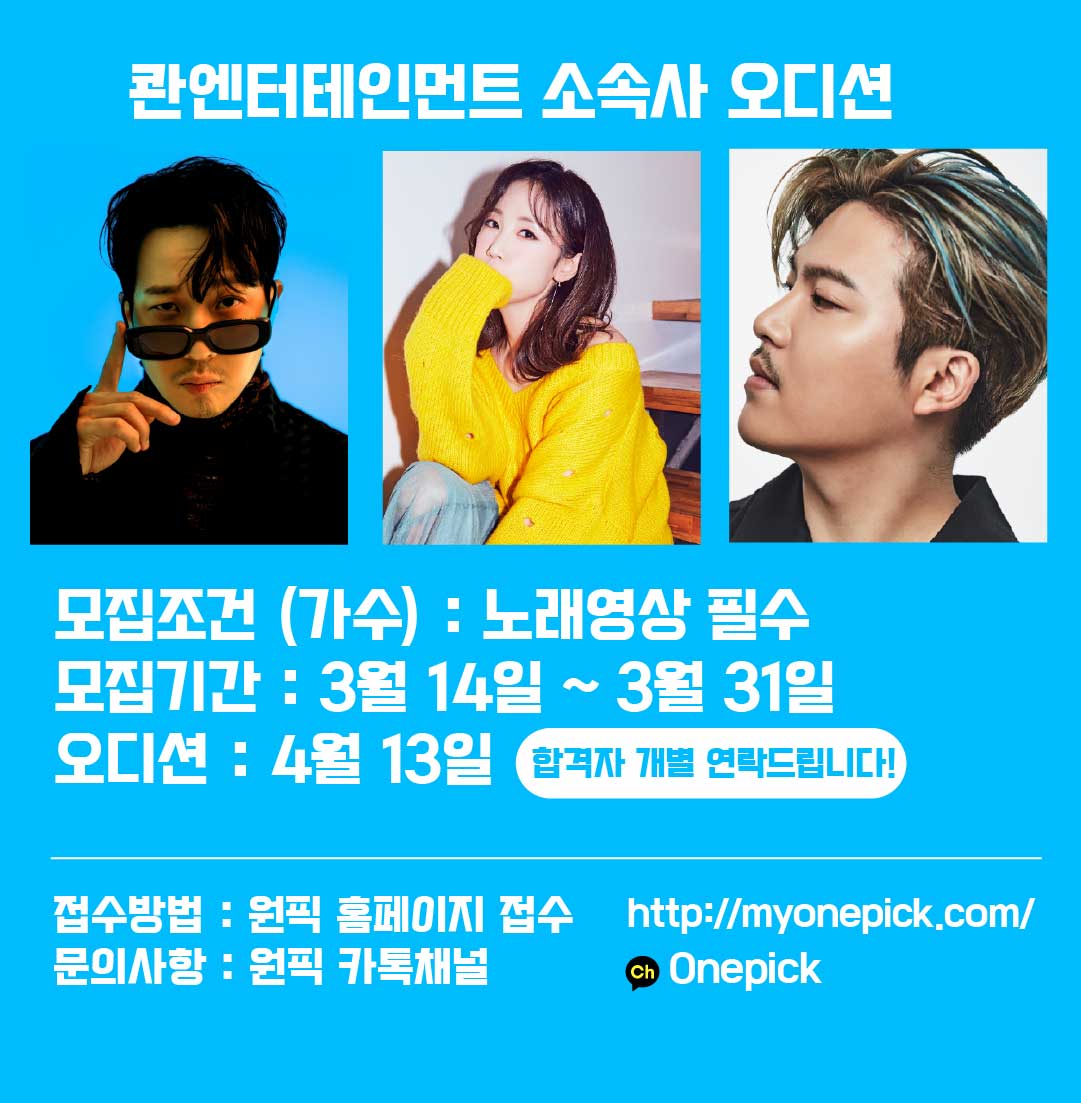 콴엔터테인먼트 소속사 오디션
모집조건 (가수) : 노래영상 필수
모집기간 : 3월 14일 ~ 3월 31일
오디션 : 4월 13일 합격자 개별 연락드립니다!
접수방법 : 원픽 홈페이지 접수 http://myonepick.com/
문의사항 : 원픽 카톡채널 Ch Onepick